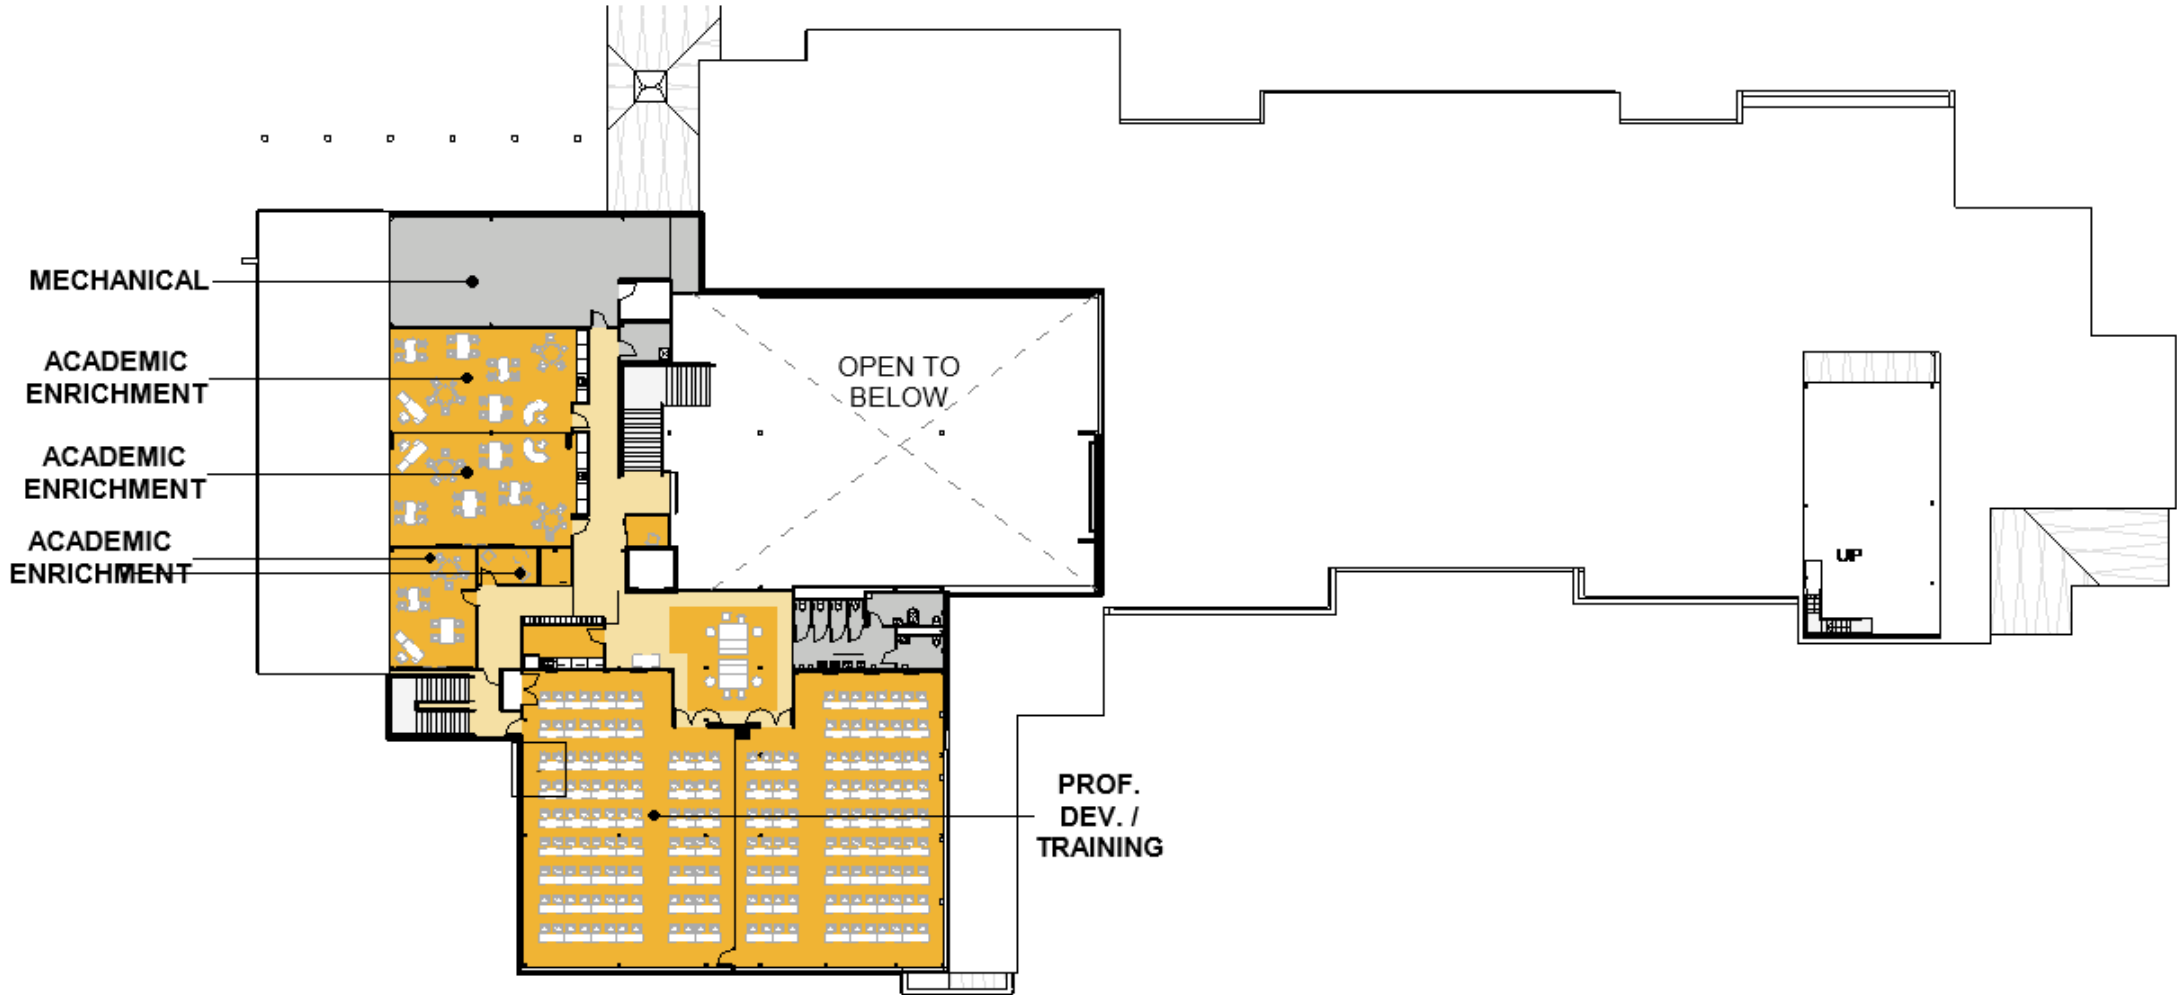 MECHANICAL
ACADEMIC
ENRICHMENT
ACADEMIC
ENRICHMENT
ACADEMIC
ENRICHMENT
OPEN TO
BELOW
UP
PROF.
DEV. /
TRAINING